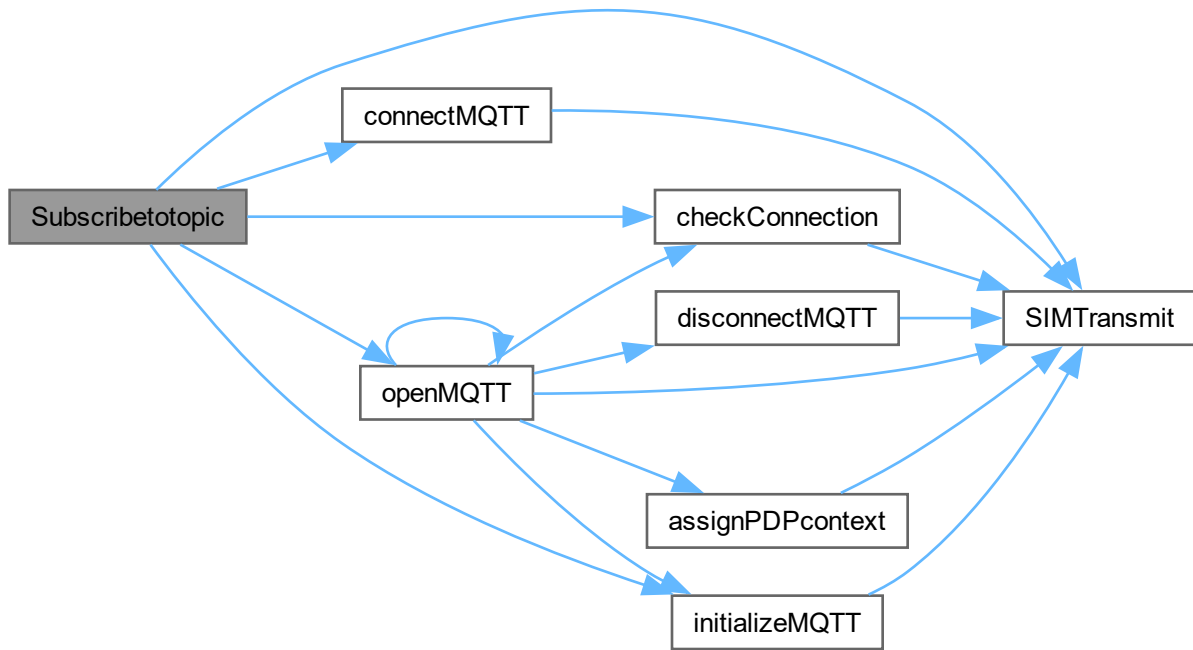 connectMQTT
Subscribetotopic
checkConnection
disconnectMQTT
SIMTransmit
openMQTT
assignPDPcontext
initializeMQTT